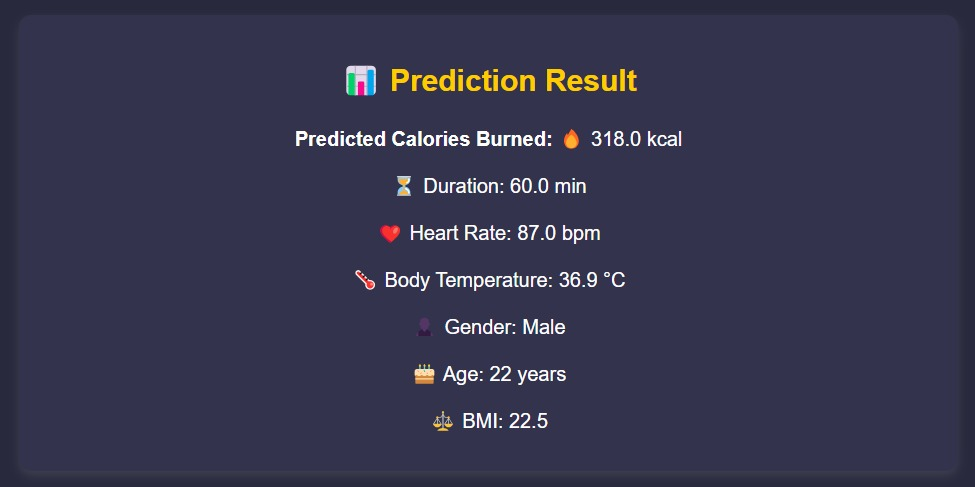 Prediction Result
Predicted Calories Burned: 🔥 318.0 kcal
⏳ Duration: 60.0 min
❤️ Heart Rate: 87.0 bpm
🌡️ Body Temperature: 36.9 °C
👤 Gender: Male
🎂 Age: 22 years
⚖️ BMI: 22.5